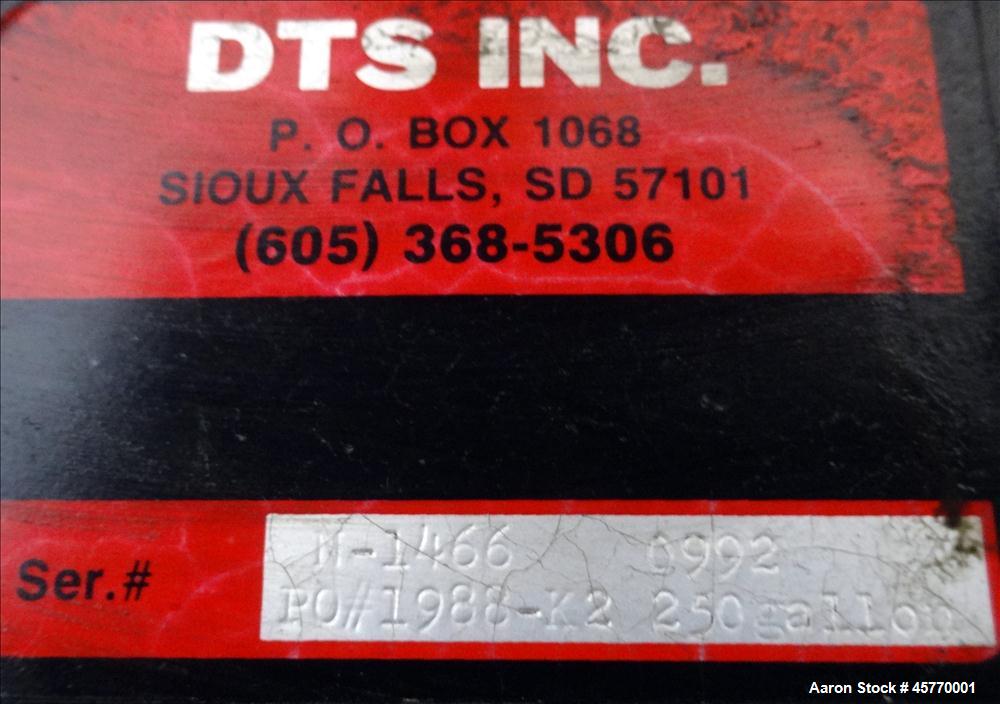 DTS INC.
P. O. BOX 1068
SIOUX FALLS, SD 57101
(605) 368-5306
Ser.#
M-1466 0992
PO#1988-K2 250gallon
Aaron Stock # 45770001